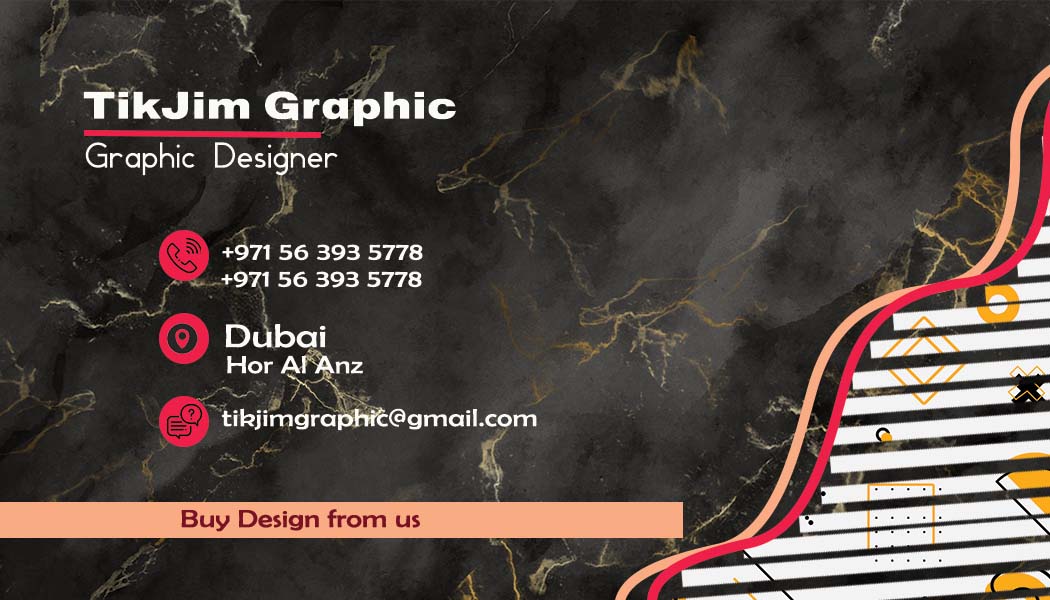 TikJim Graphic
Graphic Designer
+971 56 393 5778
+971 56 393 5778
Dubai
Hor Al Anz
tikjimgraphic@gmail.com
Buy Design from us